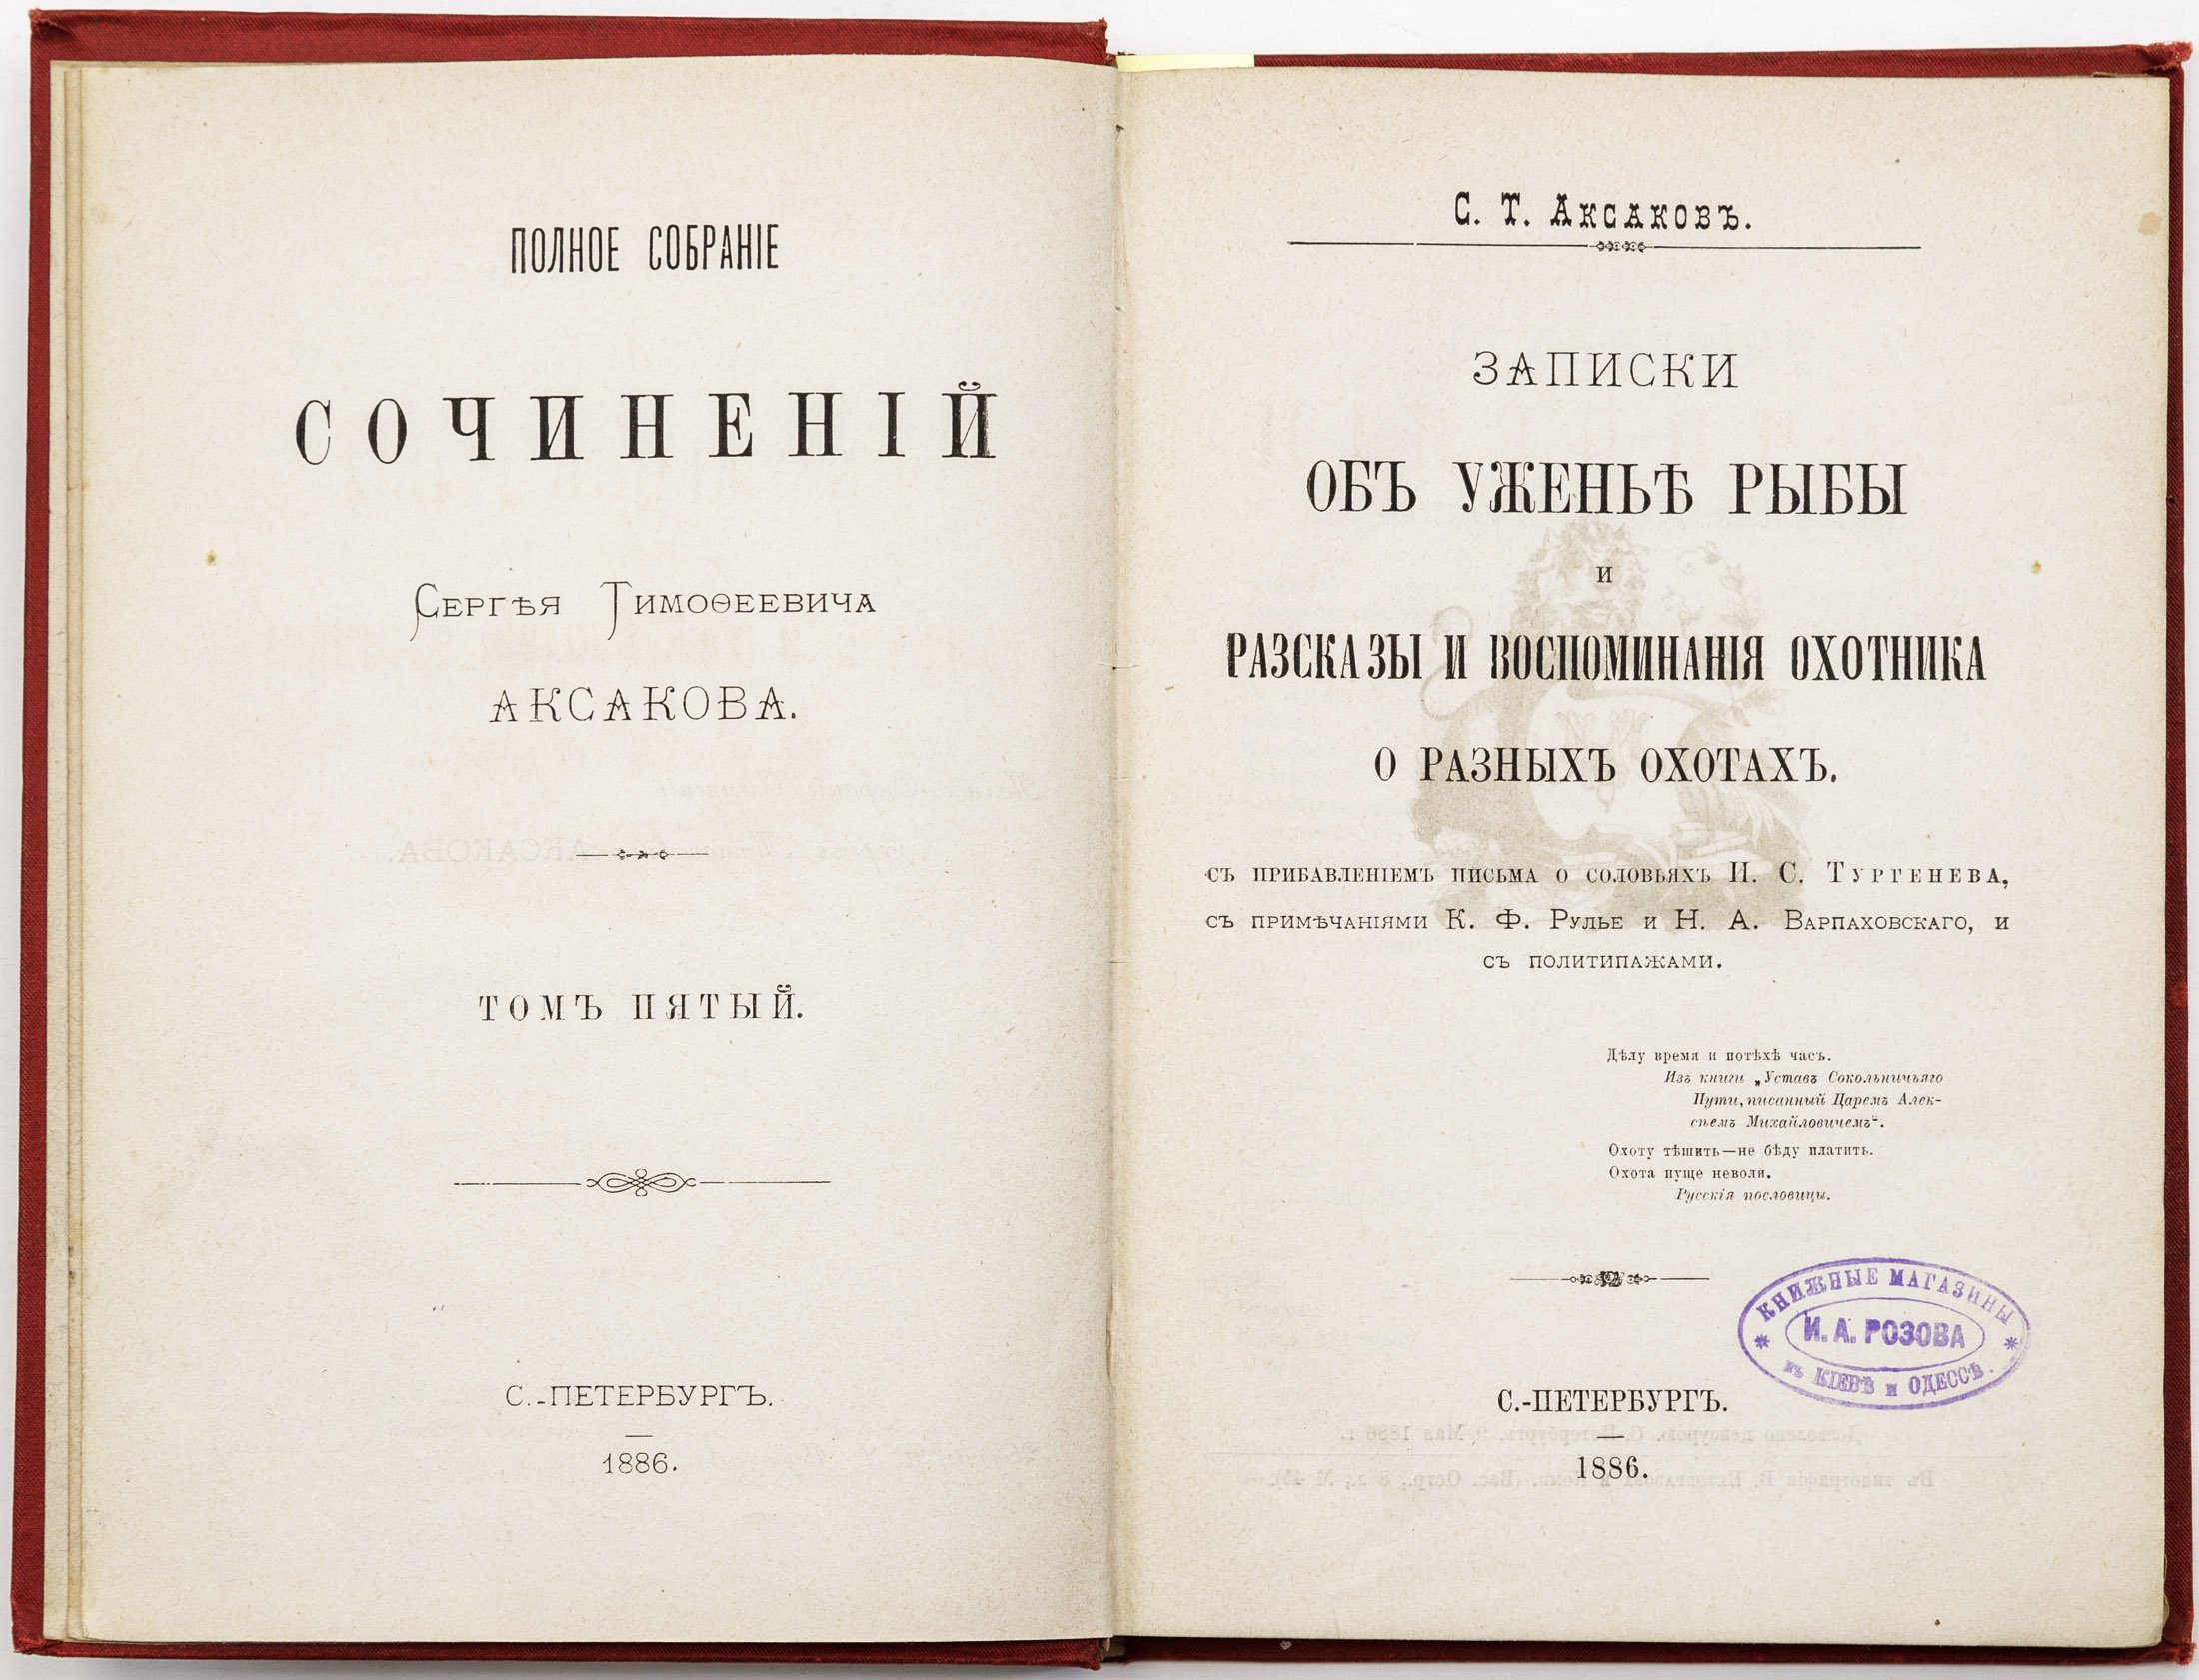 ПОЛНОЕ СОБРАНІЕ
СОЧИНЕНІЙ
Сергѣя Тимоѳеевича
АКСАКОВА.
ТОМЪ ПЯТЫЙ.
С.-ПЕТЕРБУРГЪ.
1886.
С. Т. Аксаковъ.
ЗАПИСКИ
ОБЪ УЖЕНЬѢ РЫБЫ
И
РАЗСКАЗЫ И ВОСПОМИНАНІЯ ОХОТНИКА
О РАЗНЫХЪ ОХОТАХЪ.
съ прибавленіемъ письма о соловьяхъ И. С. Тургенева,
съ примѣчаніями К. Ф. Рулье и Н. А. Варпаховскаго, и
съ политипажами.
Дѣлу время и потѣхѣ часъ.
Изъ книги „Уставъ Сокольничьяго
Пути, писанный Царемъ Алек-
сѣемъ Михайловичемъ“.
Охоту тѣшить—не бѣду платить.
Охота пуще неволи.
Русскія пословицы.
КНИЖНЫЕ МАГАЗИНЫ
И. А. РОЗОВА
въ КІЕВѢ и ОДЕССѢ.
С.-ПЕТЕРБУРГЪ.
1886.